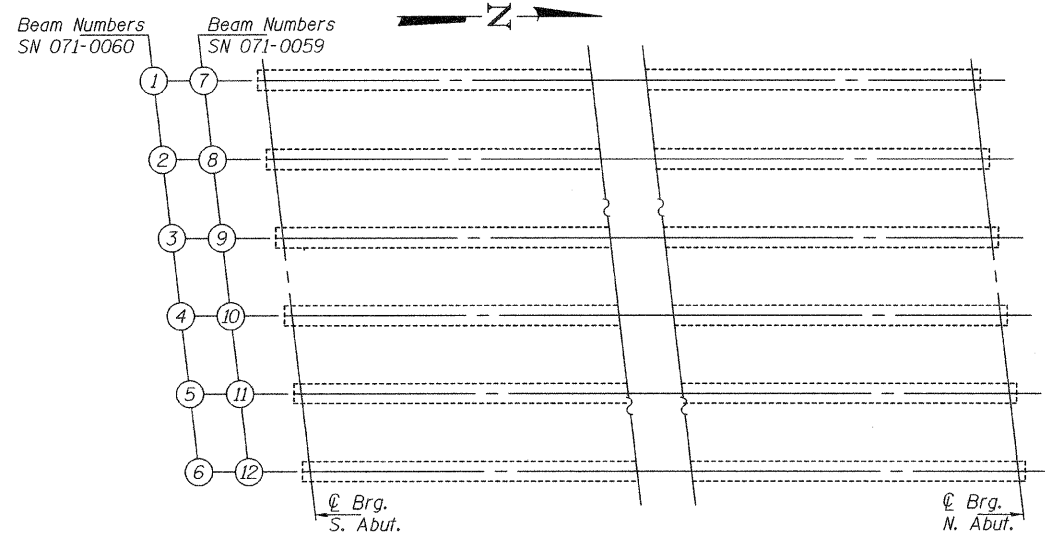 Beam Numbers
SN 071-0060
Beam Numbers
SN 071-0059
N
1 7
2 8
3 9
4 10
5 11
6 12
℄ Brg.
S. Abut.
℄ Brg.
N. Abut.